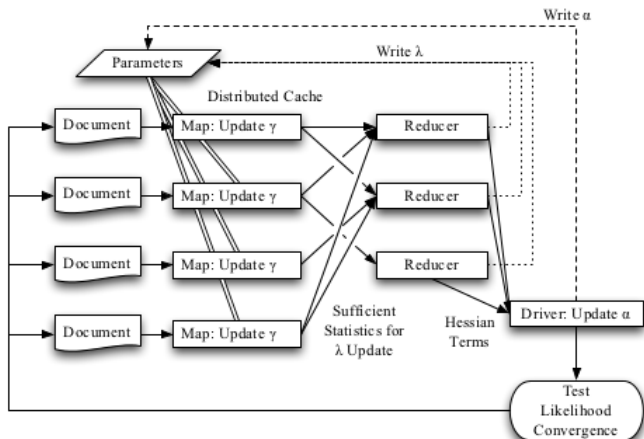 Write α
Write λ
Parameters
Distributed Cache
Document
Map: Update γ
Reducer
Document
Map: Update γ
Reducer
Document
Map: Update γ
Reducer
Document
Map: Update γ
Sufficient
Statistics for
λ Update
Hessian
Terms
Driver: Update α
Test
Likelihood
Convergence